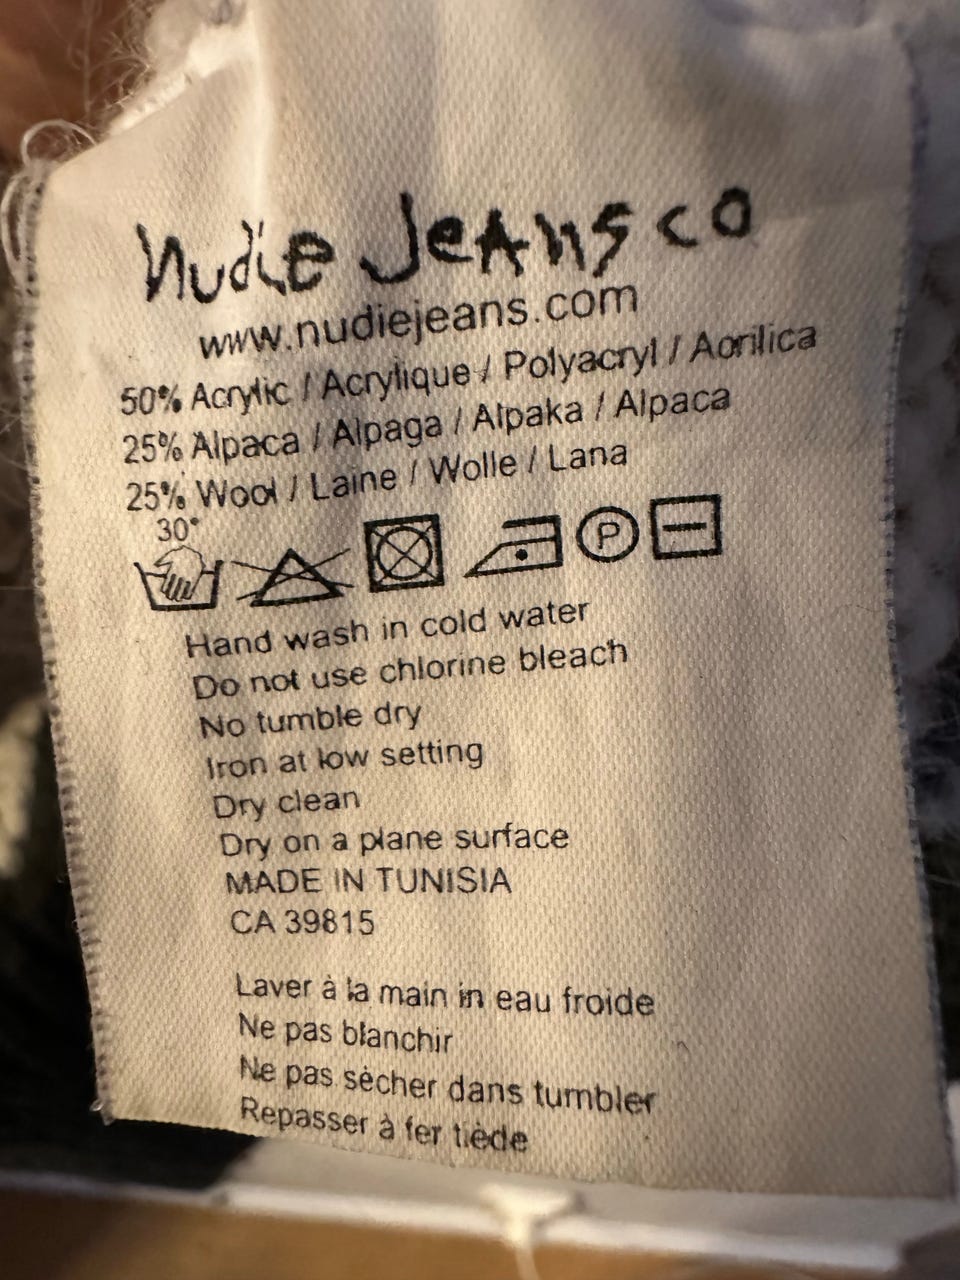 Nudie Jeans co
www.nudiejeans.com
50% Acrylic / Acrylique / Polyacryl / Aorilica
25% Alpaca / Alpaga / Alpaka / Alpaca
25% Wool / Laine / Wolle / Lana
30°
P
Hand wash in cold water
Do not use chlorine bleach
No tumble dry
Iron at low setting
Dry clean
Dry on a plane surface
MADE IN TUNISIA
CA 39815
Laver à la main in eau froide
Ne pas blanchir
Ne pas sècher dans tumbler
Repasser à fer tiède